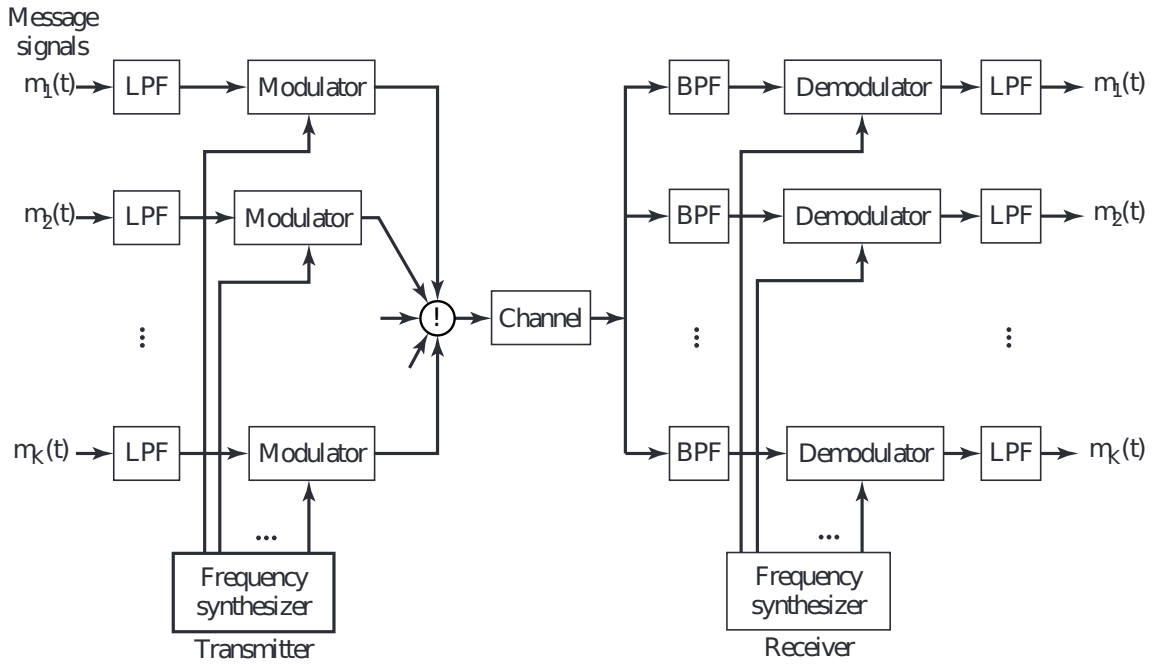 Message
signals
m1(t) LPF Modulator BPF Demodulator LPF m1(t)
m2(t) LPF Modulator BPF Demodulator LPF m2(t)
! Channel
⋮ ⋮ ⋮
mK(t) LPF Modulator BPF Demodulator LPF mK(t)
... ...
Frequency Frequency
synthesizer synthesizer
Transmitter Receiver